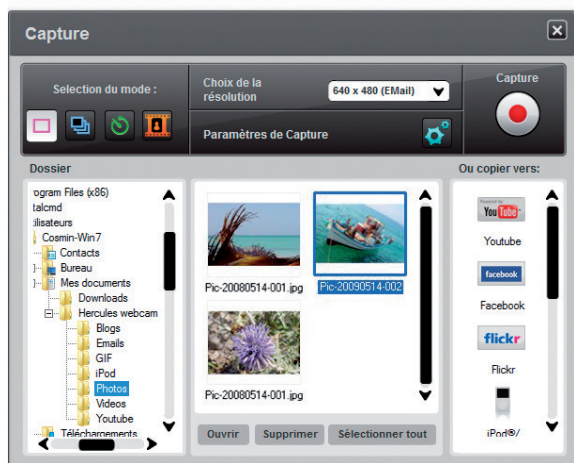 Capture
Selection du mode :
Choix de la
résolution
640 x 480 (EMail)
Capture
Paramètres de Capture
Dossier
Ou copier vers:
ogram Files (x86)
talcmd
ilisateurs
Cosmin-Win7
Contacts
Bureau
Mes documents
Downloads
Hercules webcam
Blogs
Emails
GIF
iPod
Photos
Videos
Youtube
Téléchargements
Pic-20080514-001.jpg
Pic-20090514-002
Pic-20080514-001.jpg
Ouvrir
Supprimer
Sélectionner tout
Powered by
YouTube
Youtube
facebook
Facebook
flickr
Flickr
iPod®/